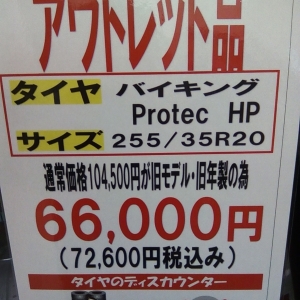 アウトレット品
タイヤ バイキング
Protec HP
サイズ 255/35R20
通常価格104,500円が旧モデル・旧年製の為
66,000円
(72,600円税込み)
タイヤのディスカウンター